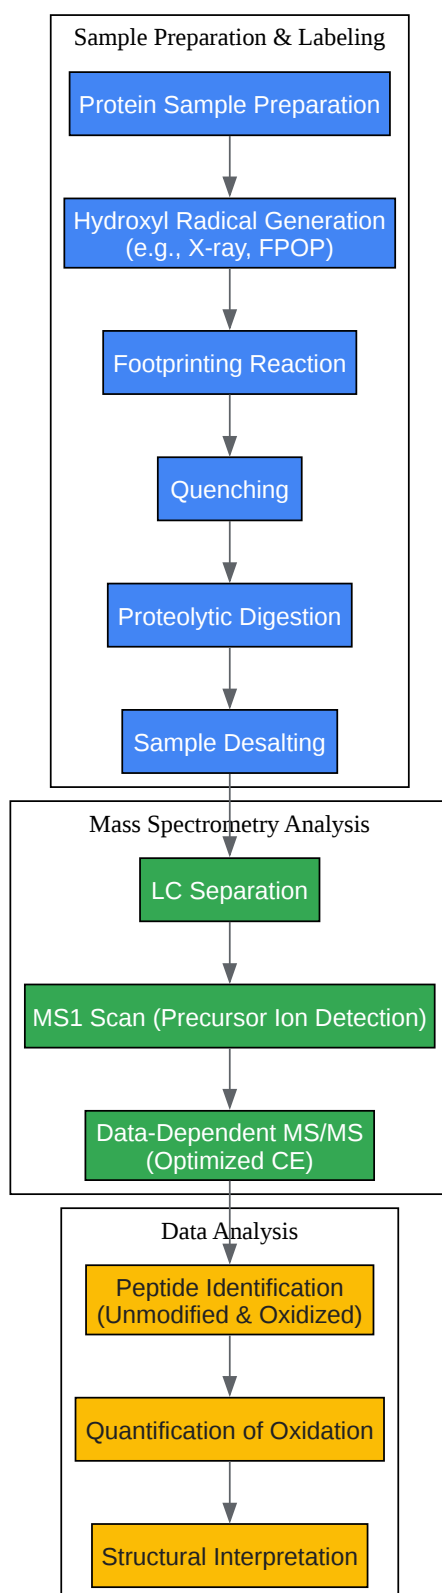 Sample Preparation & Labeling
Protein Sample Preparation
Hydroxyl Radical Generation
(e.g., X-ray, FPOP)
Footprinting Reaction
Quenching
Proteolytic Digestion
Sample Desalting
Mass Spectrometry Analysis
LC Separation
MS1 Scan (Precursor Ion Detection)
Data-Dependent MS/MS
(Optimized CE)
Data Analysis
Peptide Identification
(Unmodified & Oxidized)
Quantification of Oxidation
Structural Interpretation